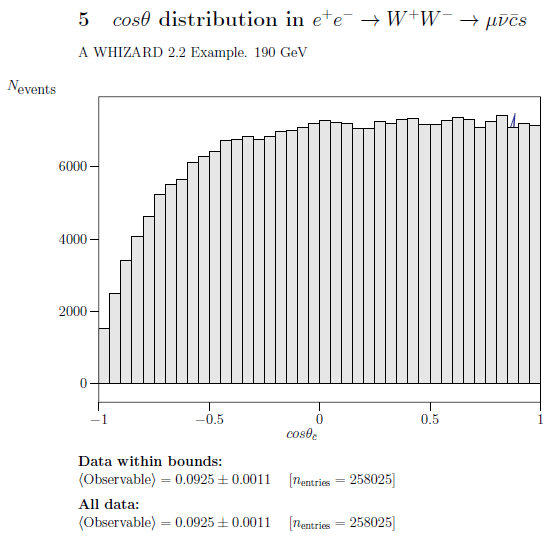 5 cosθ distribution in e⁺e⁻ → W⁺W⁻ → μν̄c̄s
A WHIZARD 2.2 Example. 190 GeV
N_events
6000
4000
2000
0
−1 −0.5 0 0.5 1
cosθ_c̄
Data within bounds:
⟨Observable⟩ = 0.0925 ± 0.0011 [n_entries = 258025]
All data:
⟨Observable⟩ = 0.0925 ± 0.0011 [n_entries = 258025]